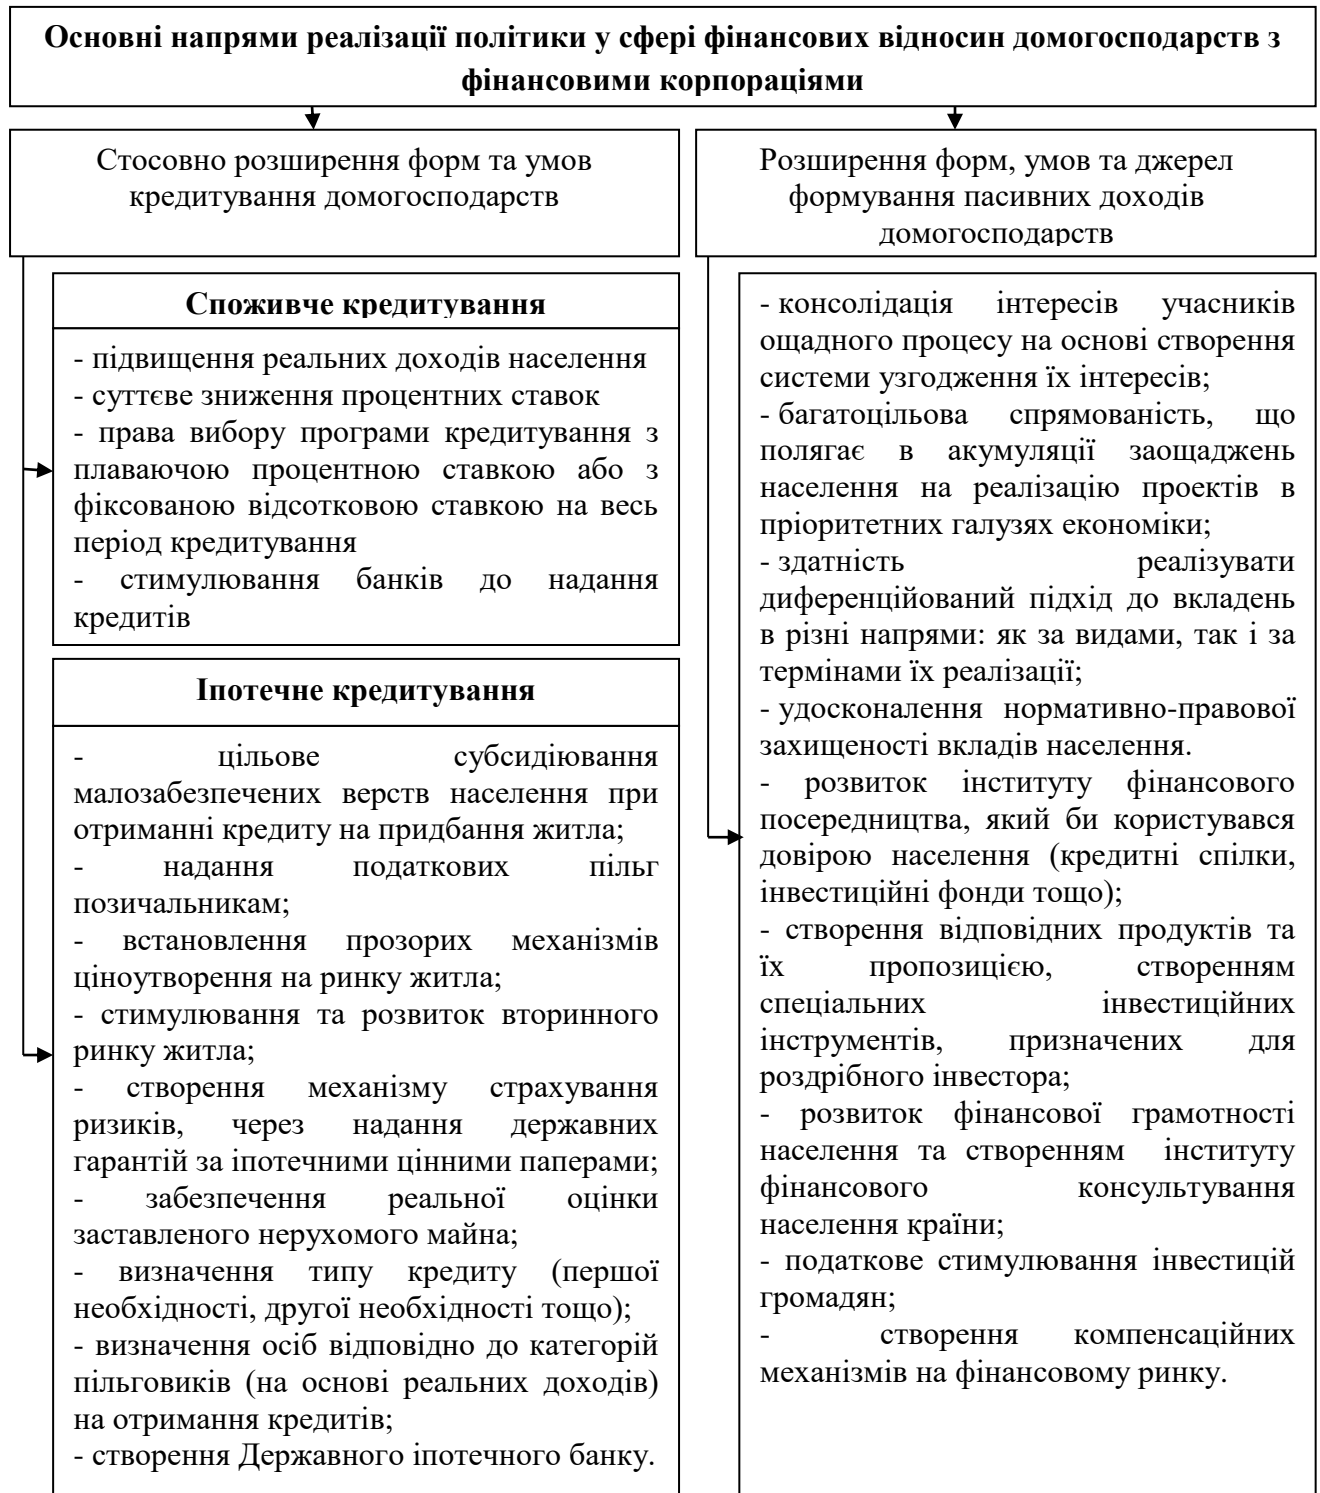 Основні напрями реалізації політики у сфері фінансових відносин домогосподарств з
фінансовими корпораціями
Стосовно розширення форм та умов
кредитування домогосподарств
Розширення форм, умов та джерел
формування пасивних доходів
домогосподарств
Споживче кредитування
- підвищення реальних доходів населення
- суттєве зниження процентних ставок
- права вибору програми кредитування з
плаваючою процентною ставкою або з
фіксованою відсотковою ставкою на весь
період кредитування
- стимулювання банків до надання
кредитів
Іпотечне кредитування
- цільове субсидіювання
малозабезпечених верств населення при
отриманні кредиту на придбання житла;
- надання податкових пільг
позичальникам;
- встановлення прозорих механізмів
ціноутворення на ринку житла;
- стимулювання та розвиток вторинного
ринку житла;
- створення механізму страхування
ризиків, через надання державних
гарантій за іпотечними цінними паперами;
- забезпечення реальної оцінки
заставленого нерухомого майна;
- визначення типу кредиту (першої
необхідності, другої необхідності тощо);
- визначення осіб відповідно до категорій
пільговиків (на основі реальних доходів)
на отримання кредитів;
- створення Державного іпотечного банку.
- консолідація інтересів учасників
ощадного процесу на основі створення
системи узгодження їх інтересів;
- багатоцільова спрямованість, що
полягає в акумуляції заощаджень
населення на реалізацію проектів в
пріоритетних галузях економіки;
- здатність реалізувати
диференційований підхід до вкладень
в різні напрями: як за видами, так і за
термінами їх реалізації;
- удосконалення нормативно-правової
захищеності вкладів населення.
- розвиток інституту фінансового
посередництва, який би користувався
довірою населення (кредитні спілки,
інвестиційні фонди тощо);
- створення відповідних продуктів та
їх пропозицією, створенням
спеціальних інвестиційних
інструментів, призначених для
роздрібного інвестора;
- розвиток фінансової грамотності
населення та створенням інституту
фінансового консультування
населення країни;
- податкове стимулювання інвестицій
громадян;
- створення компенсаційних
механізмів на фінансовому ринку.